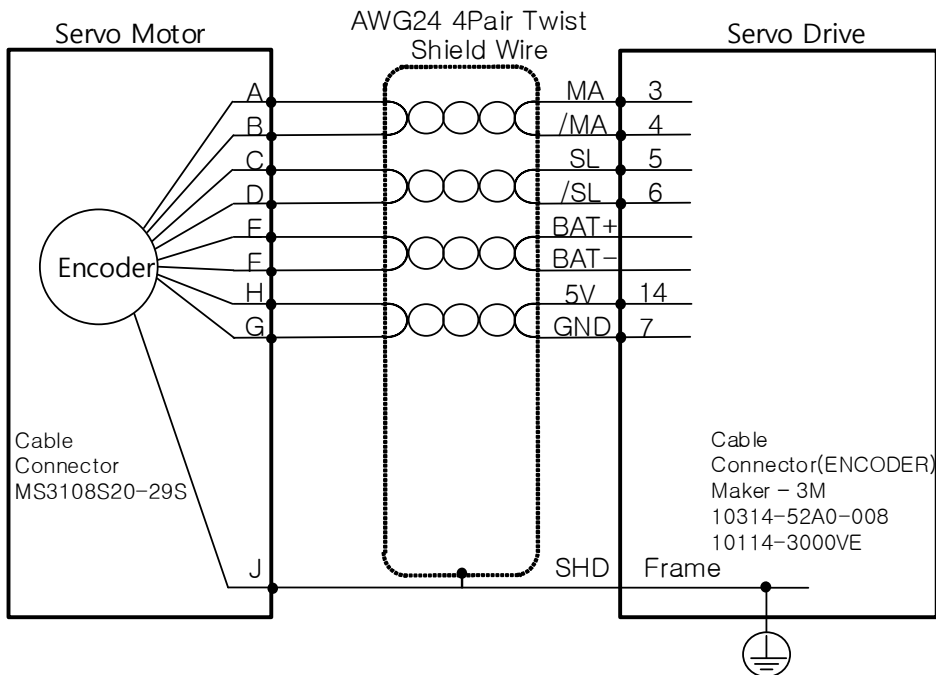 AWG24 4Pair Twist
Shield Wire
Servo Motor
Servo Drive
A
MA
3
B
/MA
4
C
SL
5
D
/SL
6
E
BAT+
F
BAT-
Encoder
H
5V
14
G
GND
7
Cable
Connector
MS3108S20-29S
Cable
Connector(ENCODER)
Maker - 3M
10314-52A0-008
10114-3000VE
J
SHD
Frame